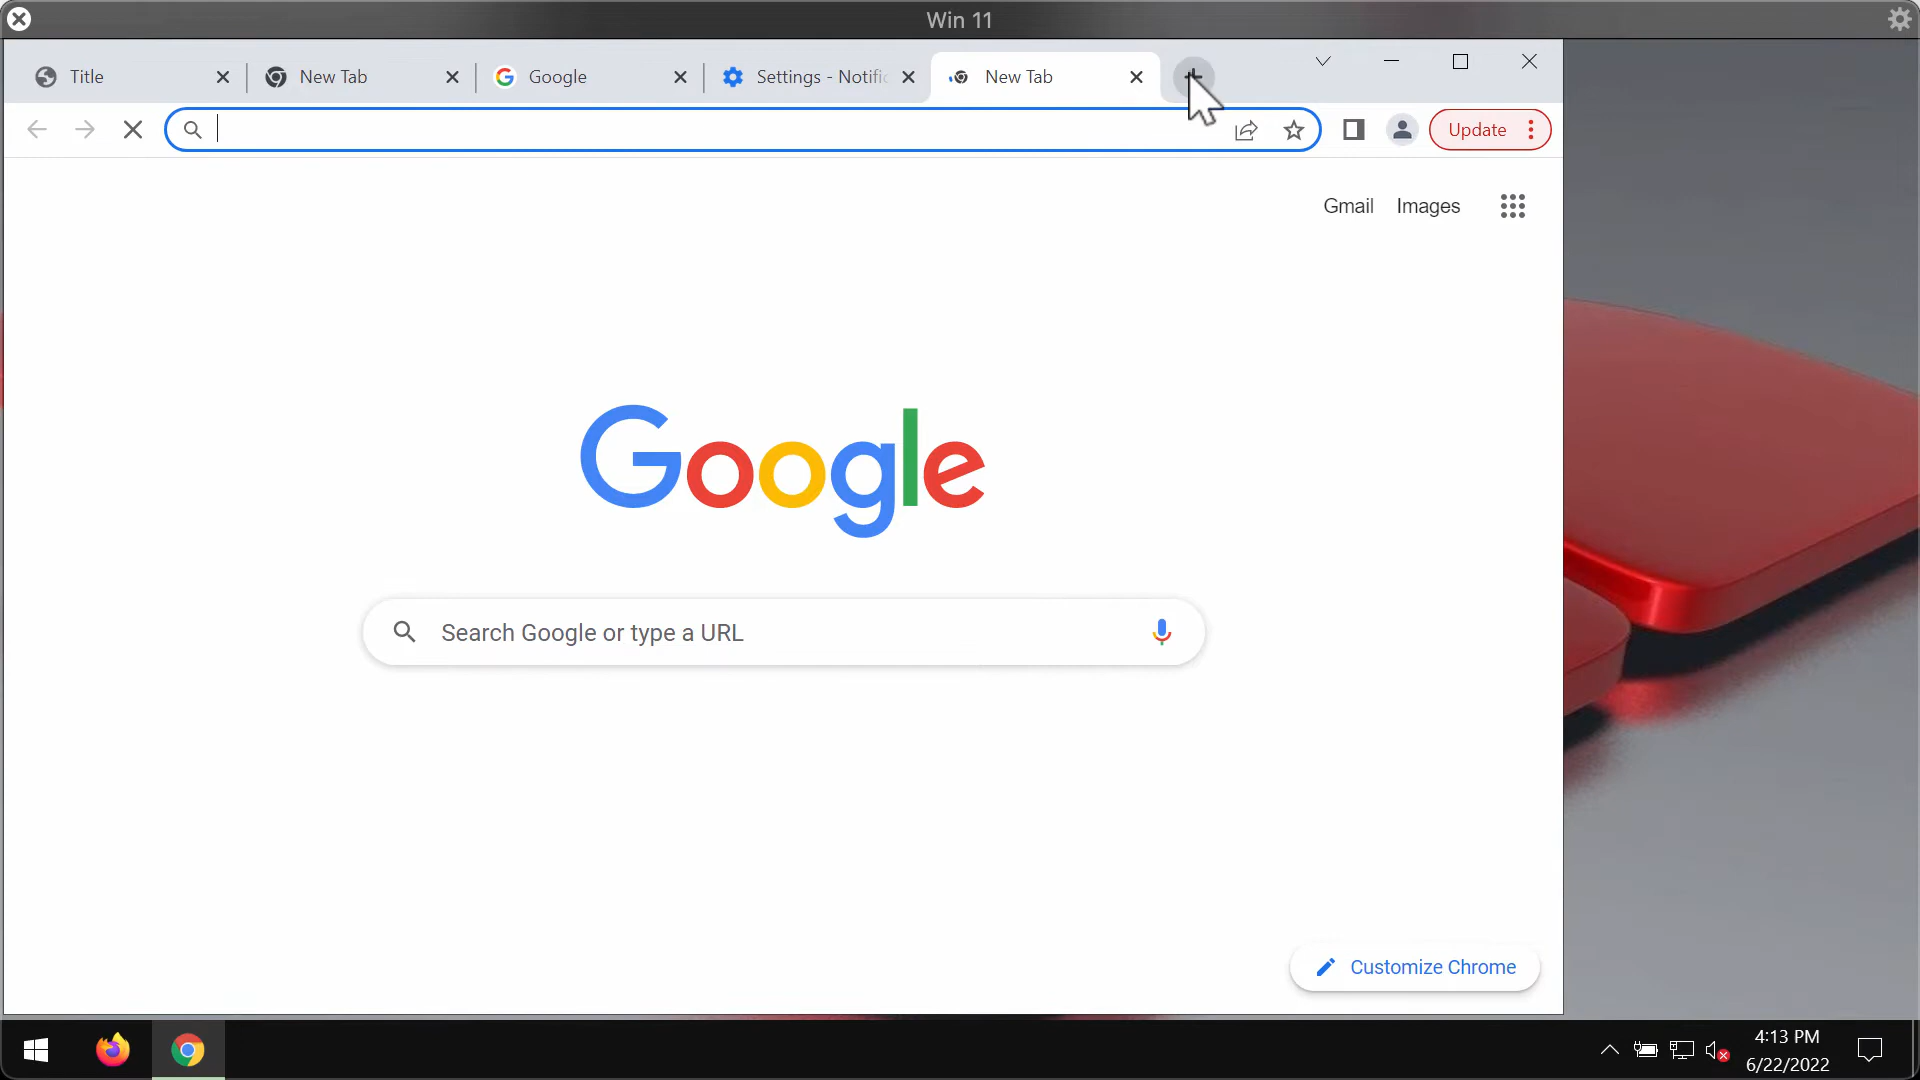 Win 11
Title
New Tab
Google
Settings - Notific
New Tab
Update
Gmail
Images
Google
Search Google or type a URL
Customize Chrome
4:13 PM
6/22/2022